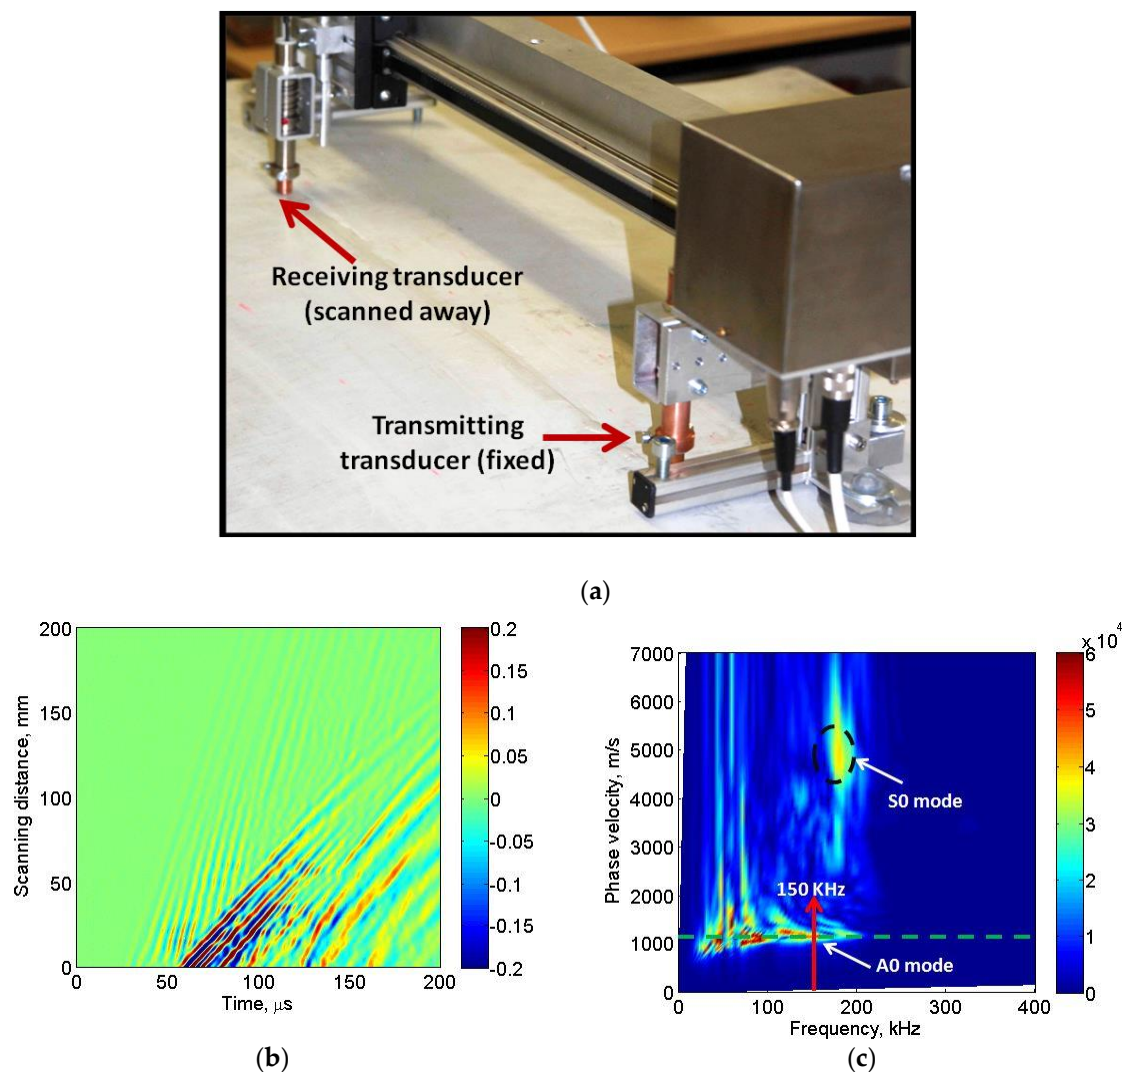 Receiving transducer
(scanned away)
Transmitting
transducer (fixed)
(a)
200
150
100
50
0
0
50
100
150
200
Scanning distance, mm
Time, μs
0.2
0.15
0.1
0.05
0
-0.05
-0.1
-0.15
-0.2
(b)
7000
6000
5000
4000
3000
2000
1000
0
0
100
200
300
400
Phase velocity, m/s
Frequency, kHz
S0 mode
150 KHz
A0 mode
x 10⁴
6
5
4
3
2
1
0
(c)